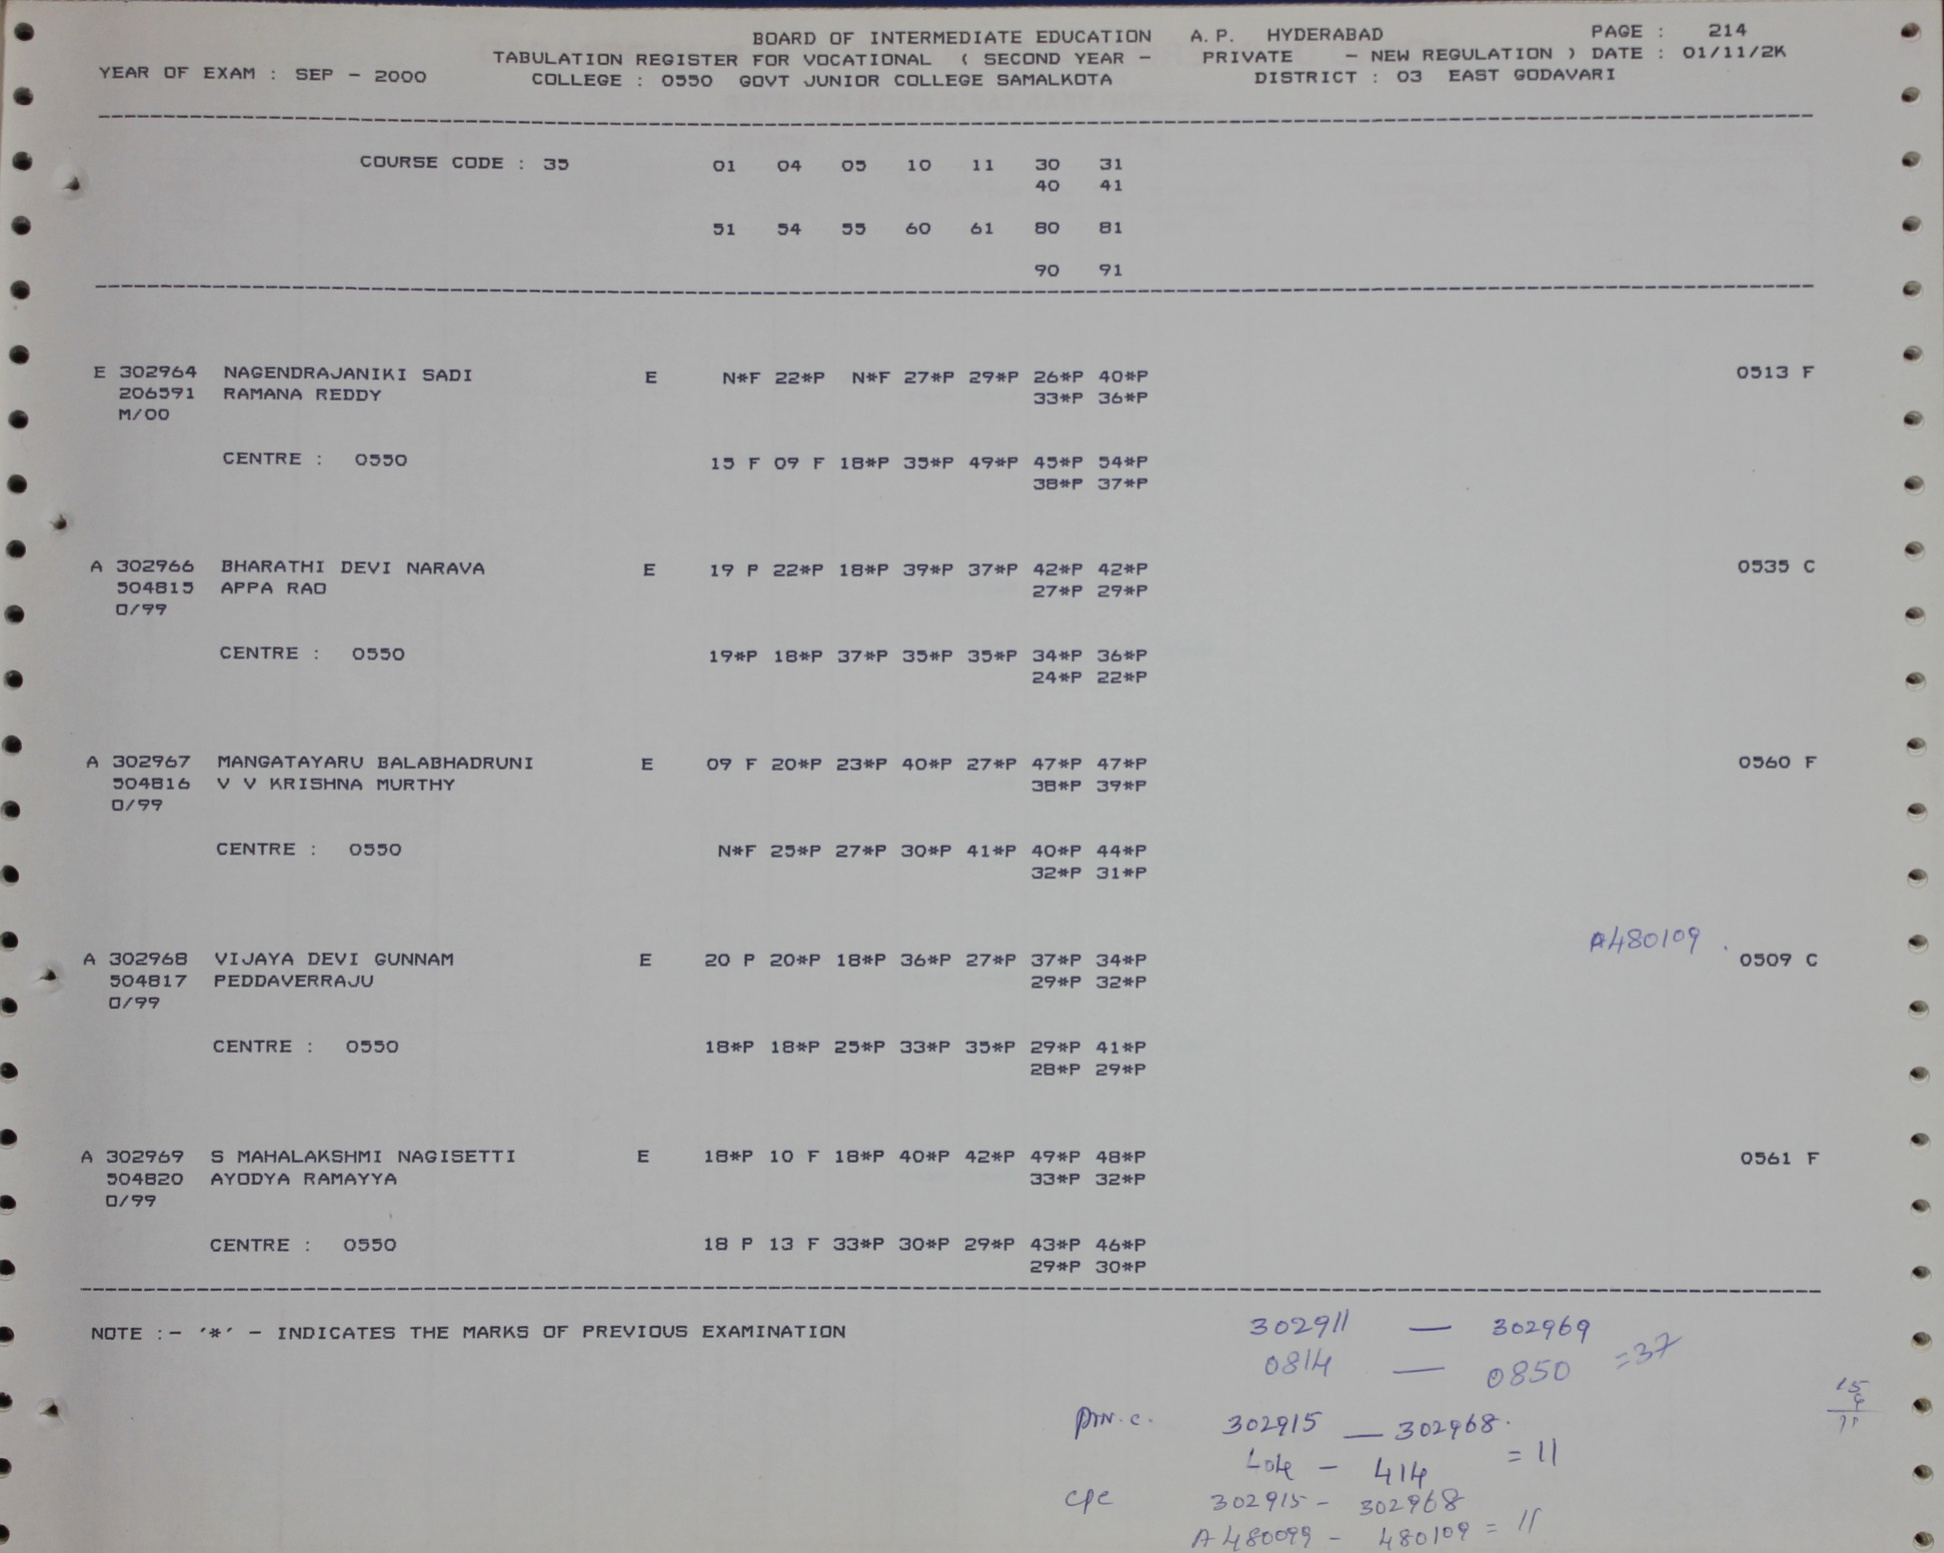 BOARD OF INTERMEDIATE EDUCATION A.P. HYDERABAD PAGE : 214
TABULATION REGISTER FOR VOCATIONAL ( SECOND YEAR - PRIVATE - NEW REGULATION ) DATE : 01/11/2K
YEAR OF EXAM : SEP - 2000 COLLEGE : 0550 GOVT JUNIOR COLLEGE SAMALKOTA DISTRICT : 03 EAST GODAVARI
COURSE CODE : 35 01 04 05 10 11 30 31
40 41
51 54 55 60 61 80 81
90 91
E 302964 NAGENDRAJANIKI SADI E N*F 22*P N*F 27*P 29*P 26*P 40*P 0513 F
206591 RAMANA REDDY 33*P 36*P
M/00
CENTRE : 0550 15 F 09 F 18*P 35*P 49*P 45*P 54*P
38*P 37*P
A 302966 BHARATHI DEVI NARAVA E 19 P 22*P 18*P 39*P 37*P 42*P 42*P 0535 C
504815 APPA RAO 27*P 29*P
O/99
CENTRE : 0550 19*P 18*P 37*P 35*P 35*P 34*P 36*P
24*P 22*P
A 302967 MANGATAYARU BALABHADRUNI E 09 F 20*P 23*P 40*P 27*P 47*P 47*P 0560 F
504816 V V KRISHNA MURTHY 38*P 39*P
O/99
CENTRE : 0550 N*F 25*P 27*P 30*P 41*P 40*P 44*P
32*P 31*P
A480109
A 302968 VIJAYA DEVI GUNNAM E 20 P 20*P 18*P 36*P 27*P 37*P 34*P 0509 C
504817 PEDDAVERRAJU 29*P 32*P
O/99
CENTRE : 0550 18*P 18*P 25*P 33*P 35*P 29*P 41*P
28*P 29*P
A 302969 S MAHALAKSHMI NAGISETTI E 18*P 10 F 18*P 40*P 42*P 49*P 48*P 0561 F
504820 AYODYA RAMAYYA 33*P 32*P
O/99
CENTRE : 0550 18 P 13 F 33*P 30*P 29*P 43*P 46*P
29*P 30*P
NOTE :- '*' - INDICATES THE MARKS OF PREVIOUS EXAMINATION
302911 — 302969
0814 — 0850 =37
15
4
11
302915 — 302968.
404 - 414 = 11
cpc 302915 - 302968
A480099 - 480109 = 11